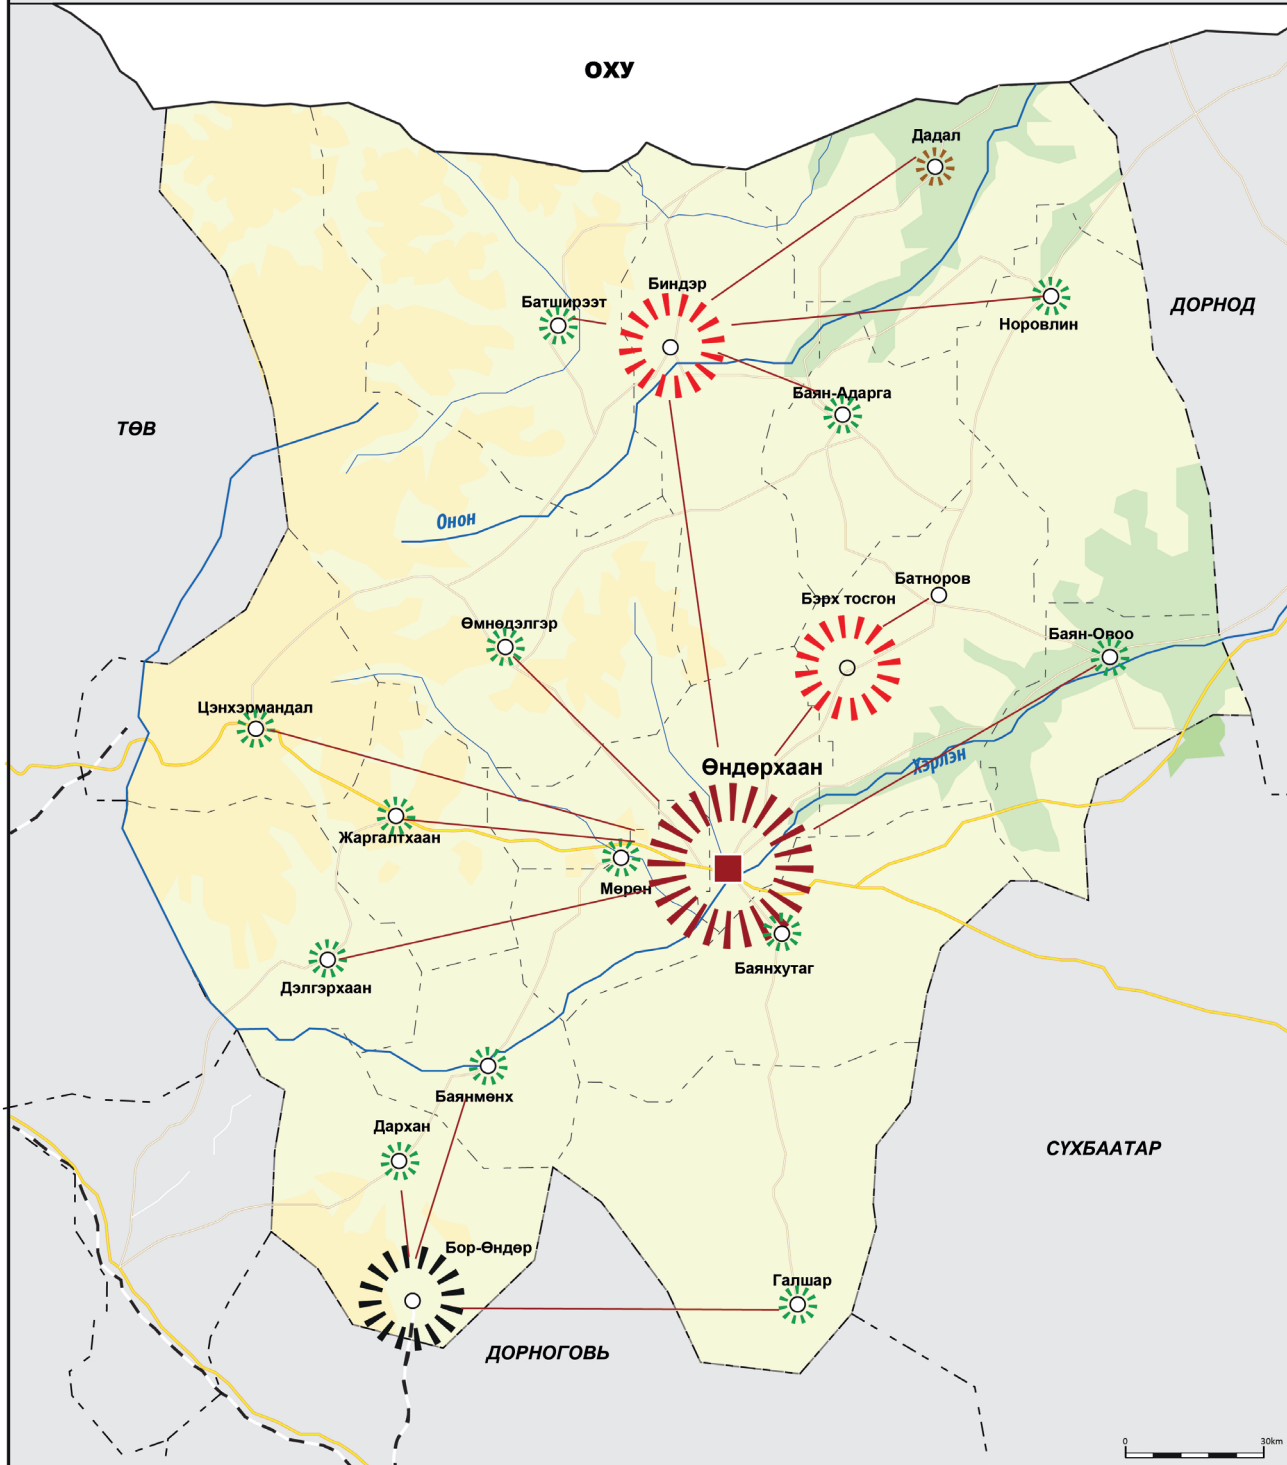 ОХУ
Дадал
Биндэр
Батширээт
ДОРНОД
Норовлин
Баян-Адарга
ТӨВ
Онон
Батноров
Бэрх тосгон
Өмнөдэлгэр
Баян-Овоо
Цэнхэрмандал
Хэрлэн
Өндөрхаан
Жаргалтхаан
Мөрөн
Баянхутаг
Дэлгэрхаан
Баянмөнх
Дархан
СҮХБААТАР
Бор-Өндөр
Галшар
ДОРНОГОВЬ
0 30km